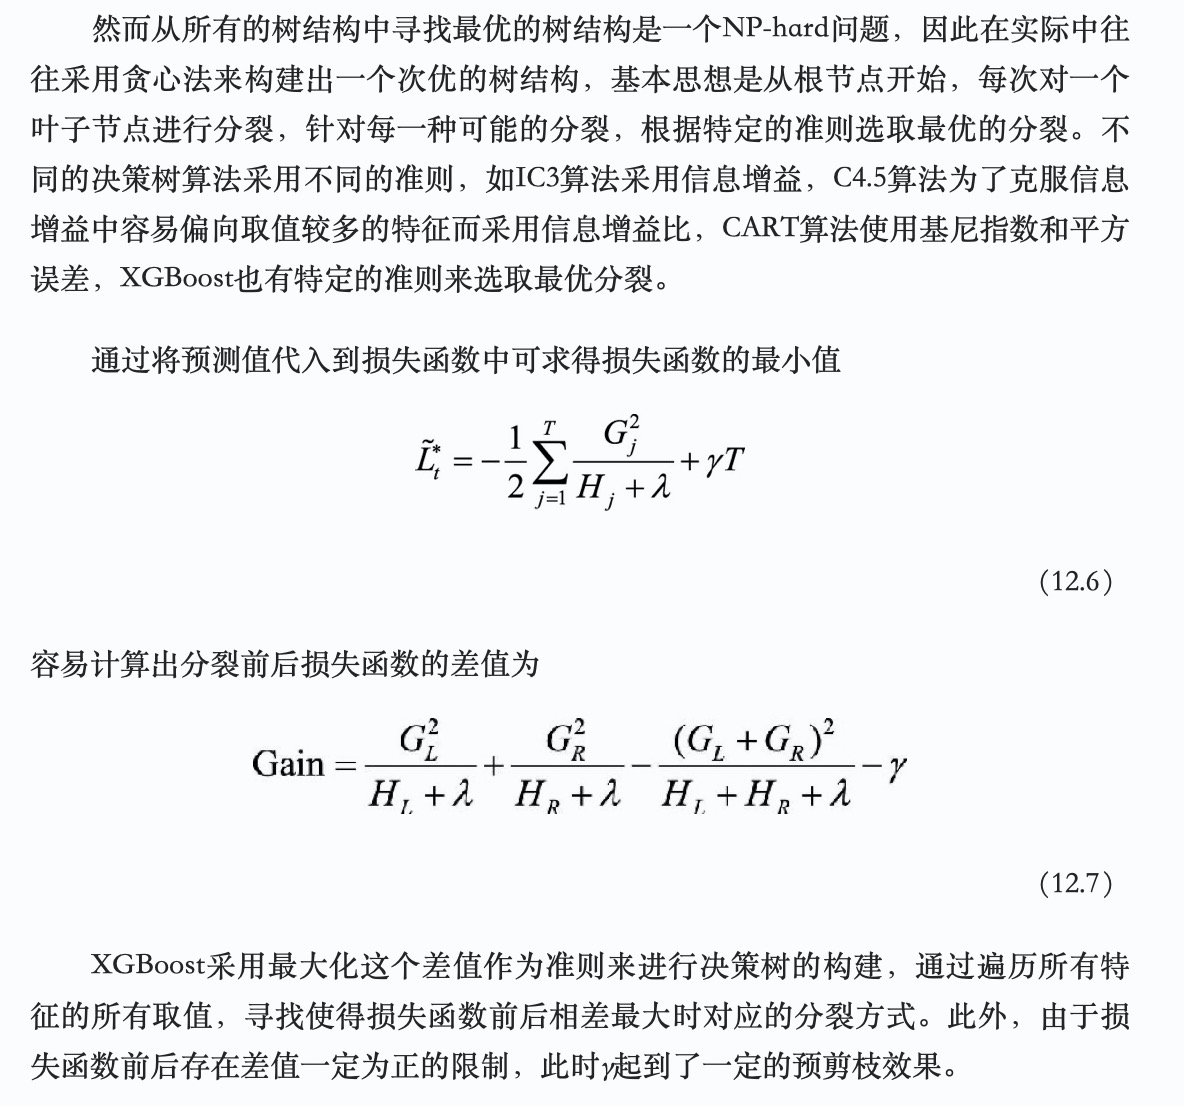 然而从所有的树结构中寻找最优的树结构是一个NP-hard问题，因此在实际中往
往采用贪心法来构建出一个次优的树结构，基本思想是从根节点开始，每次对一个
叶子节点进行分裂，针对每一种可能的分裂，根据特定的准则选取最优的分裂。不
同的决策树算法采用不同的准则，如IC3算法采用信息增益，C4.5算法为了克服信息
增益中容易偏向取值较多的特征而采用信息增益比，CART算法使用基尼指数和平方
误差，XGBoost也有特定的准则来选取最优分裂。
通过将预测值代入到损失函数中可求得损失函数的最小值
$\tilde{L}_t^* = -\frac{1}{2}\sum_{j=1}^{T}\frac{G_j^2}{H_j+\lambda}+\gamma T$
（12.6）
容易计算出分裂前后损失函数的差值为
$\text{Gain} = \frac{G_L^2}{H_L+\lambda}+\frac{G_R^2}{H_R+\lambda}-\frac{(G_L+G_R)^2}{H_L+H_R+\lambda}-\gamma$
（12.7）
XGBoost采用最大化这个差值作为准则来进行决策树的构建，通过遍历所有特
征的所有取值，寻找使得损失函数前后相差最大时对应的分裂方式。此外，由于损
失函数前后存在差值一定为正的限制，此时γ起到了一定的预剪枝效果。